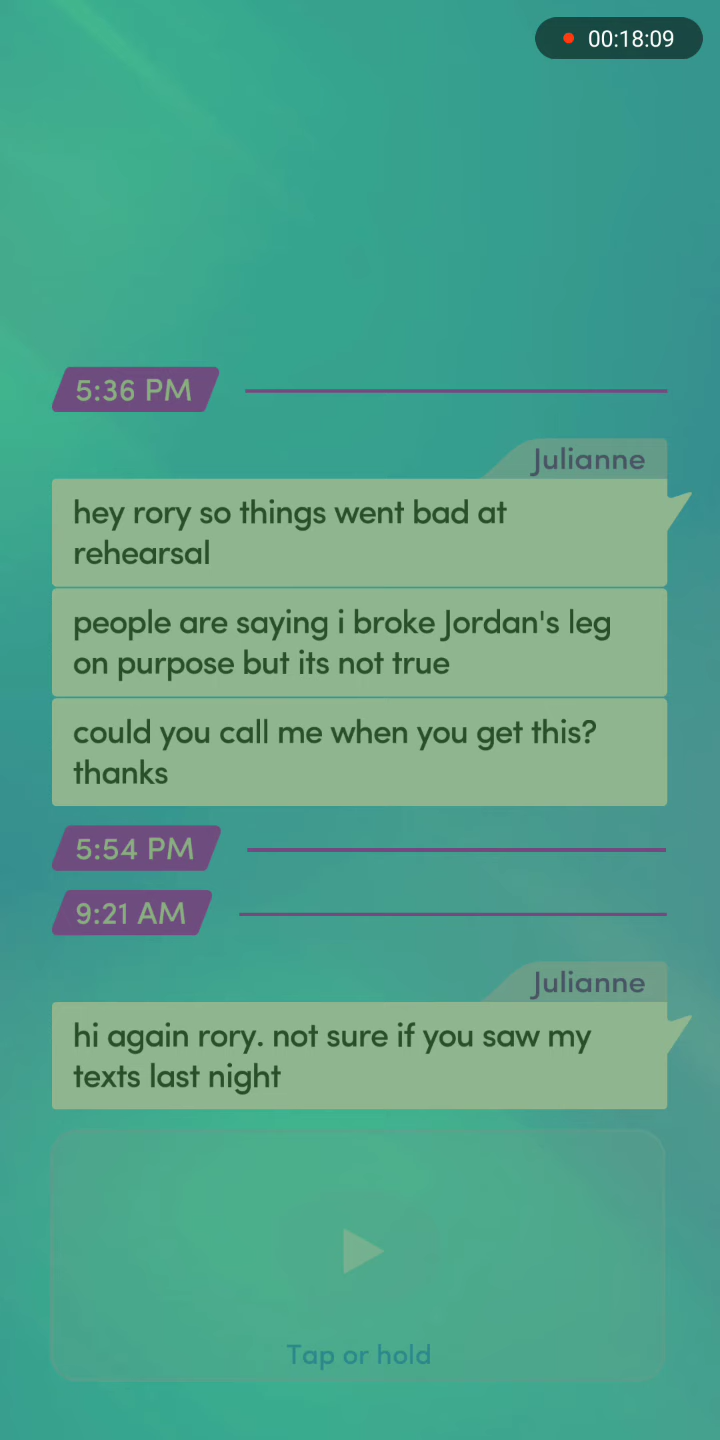 00:18:09
5:36 PM
Julianne
hey rory so things went bad at
rehearsal
people are saying i broke Jordan's leg
on purpose but its not true
could you call me when you get this?
thanks
5:54 PM
9:21 AM
Julianne
hi again rory. not sure if you saw my
texts last night
Tap or hold